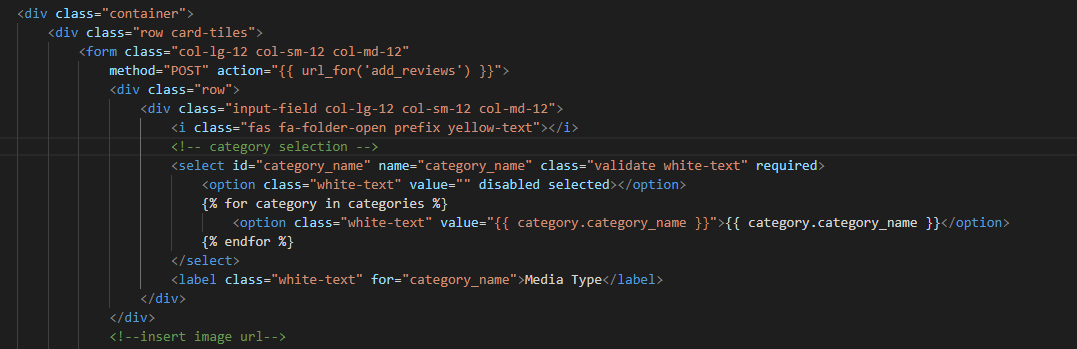 <div class="container">
<div class="row card-tiles">
<form class="col-lg-12 col-sm-12 col-md-12"
method="POST" action="{{ url_for('add_reviews') }}">
<div class="row">
<div class="input-field col-lg-12 col-sm-12 col-md-12">
<i class="fas fa-folder-open prefix yellow-text"></i>
<!-- category selection -->
<select id="category_name" name="category_name" class="validate white-text" required>
<option class="white-text" value="" disabled selected></option>
{% for category in categories %}
<option class="white-text" value="{{ category.category_name }}">{{ category.category_name }}</option>
{% endfor %}
</select>
<label class="white-text" for="category_name">Media Type</label>
</div>
</div>
<!--insert image url-->